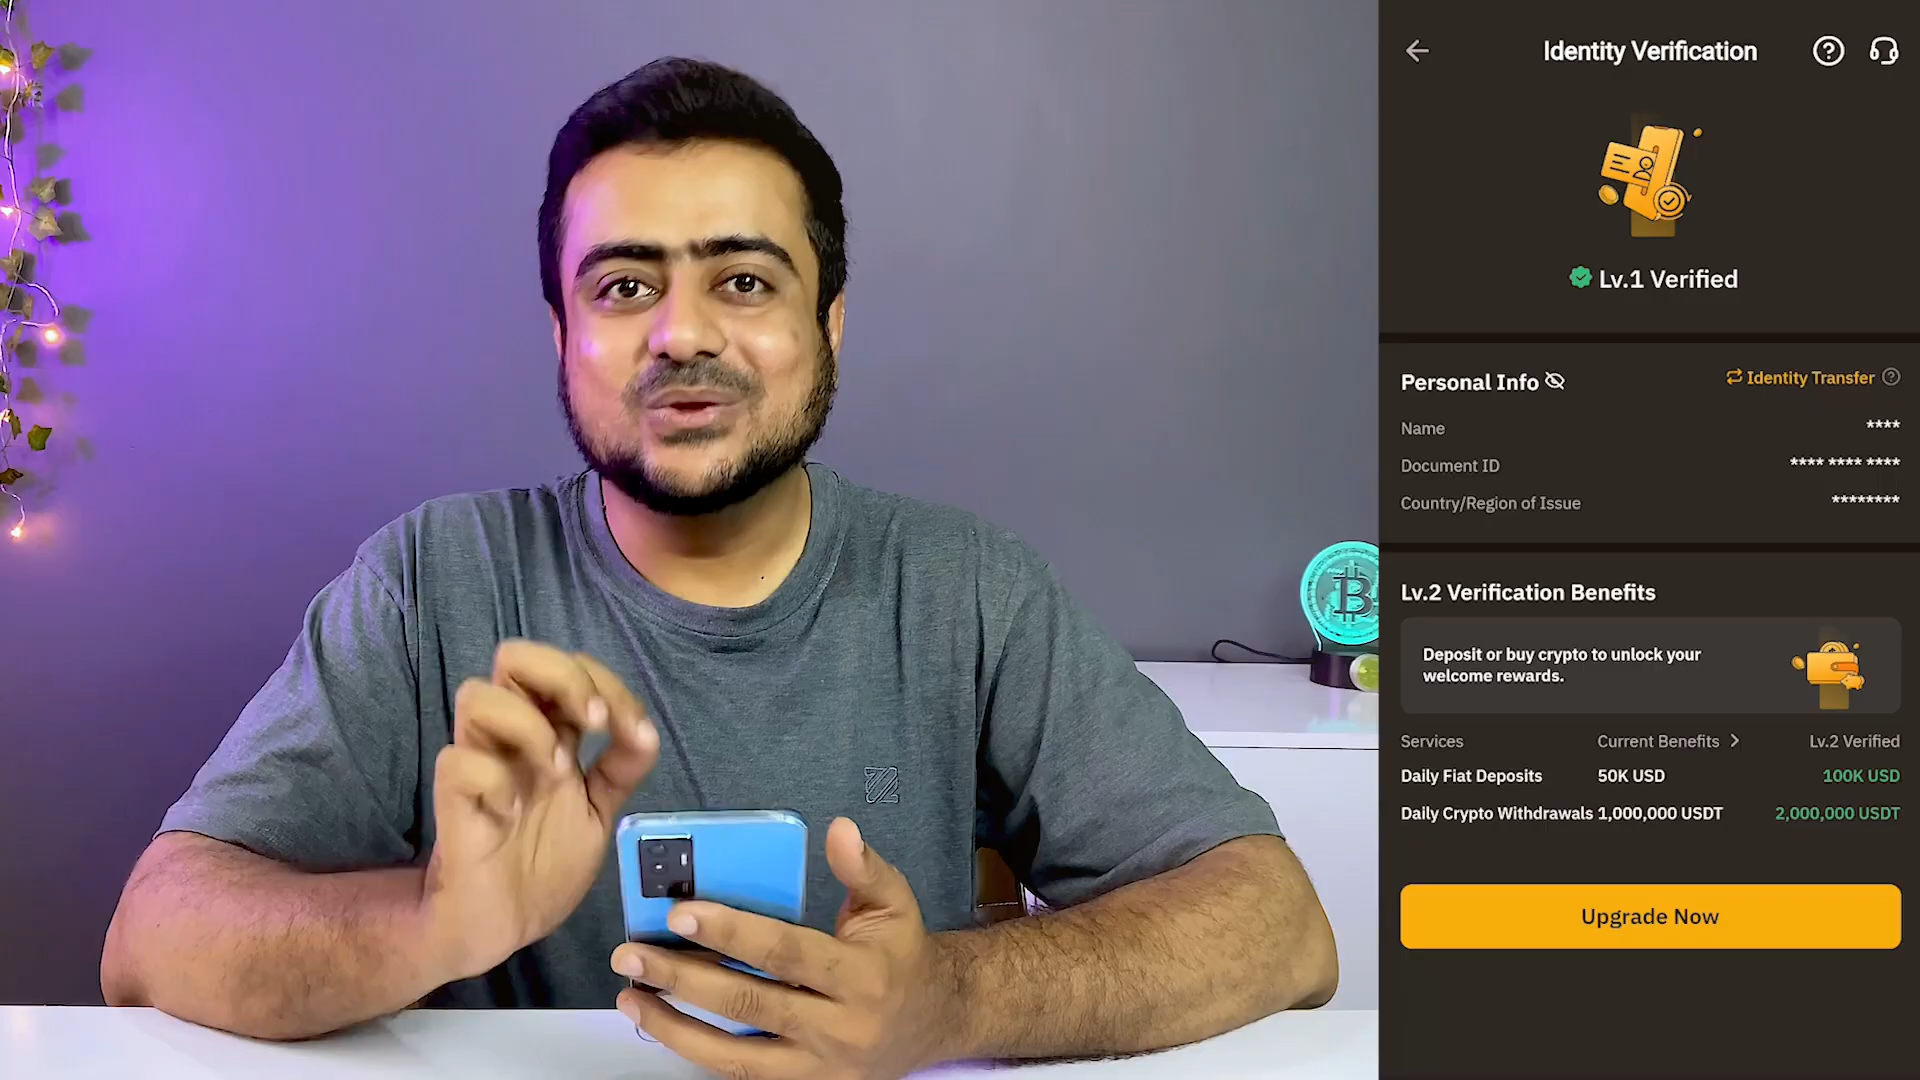 Identity Verification
Lv.1 Verified
Personal Info
Identity Transfer
Name ****
Document ID **** **** ****
Country/Region of Issue ********
Lv.2 Verification Benefits
Deposit or buy crypto to unlock your
welcome rewards.
Services Current Benefits Lv.2 Verified
Daily Fiat Deposits 50K USD 100K USD
Daily Crypto Withdrawals 1,000,000 USDT 2,000,000 USDT
Upgrade Now